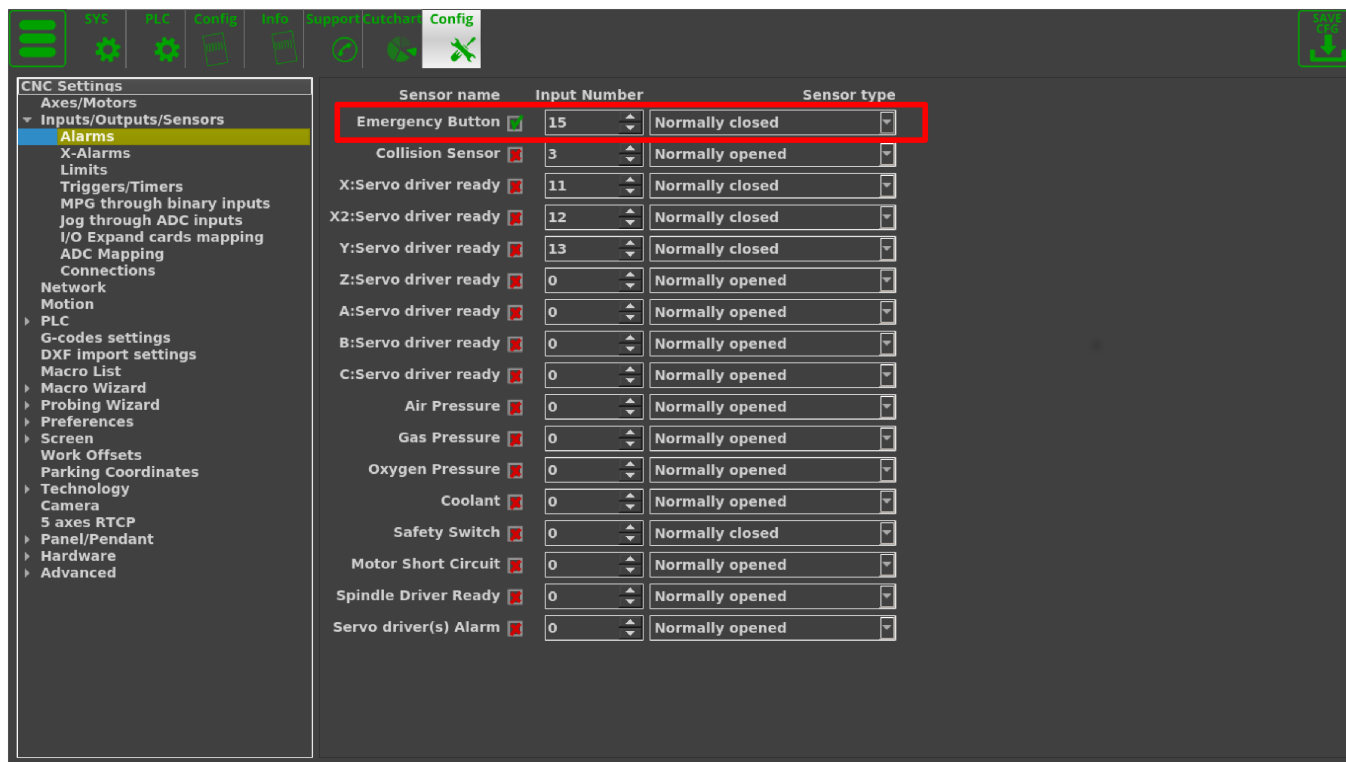 SYS PLC Config Info Support Cutchart Config SAVE CFG
CNC Settings
Axes/Motors
Inputs/Outputs/Sensors
Alarms
X-Alarms
Limits
Triggers/Timers
MPG through binary inputs
Jog through ADC inputs
I/O Expand cards mapping
ADC Mapping
Connections
Network
Motion
PLC
G-codes settings
DXF import settings
Macro List
Macro Wizard
Probing Wizard
Preferences
Screen
Work Offsets
Parking Coordinates
Technology
Camera
5 axes RTCP
Panel/Pendant
Hardware
Advanced
Sensor name Input Number Sensor type
Emergency Button 15 Normally closed
Collision Sensor 3 Normally opened
X:Servo driver ready 11 Normally closed
X2:Servo driver ready 12 Normally closed
Y:Servo driver ready 13 Normally closed
Z:Servo driver ready 0 Normally opened
A:Servo driver ready 0 Normally opened
B:Servo driver ready 0 Normally opened
C:Servo driver ready 0 Normally opened
Air Pressure 0 Normally opened
Gas Pressure 0 Normally opened
Oxygen Pressure 0 Normally opened
Coolant 0 Normally opened
Safety Switch 0 Normally closed
Motor Short Circuit 0 Normally opened
Spindle Driver Ready 0 Normally opened
Servo driver(s) Alarm 0 Normally opened